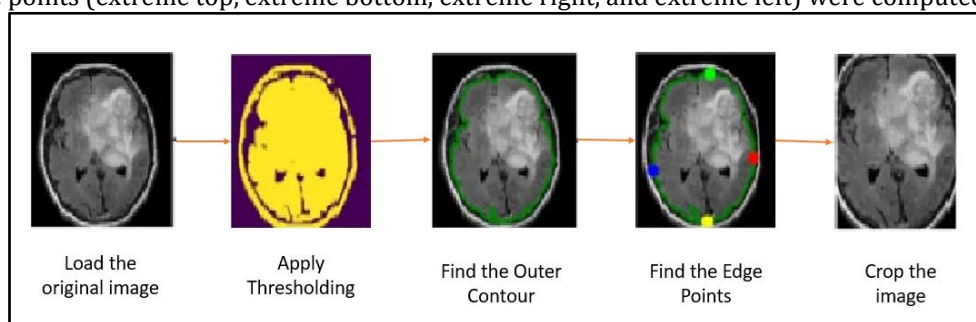 points (extreme top, extreme bottom, extreme right, and extreme left) were computed
Load the
original image
Apply
Thresholding
Find the Outer
Contour
Find the Edge
Points
Crop the
image